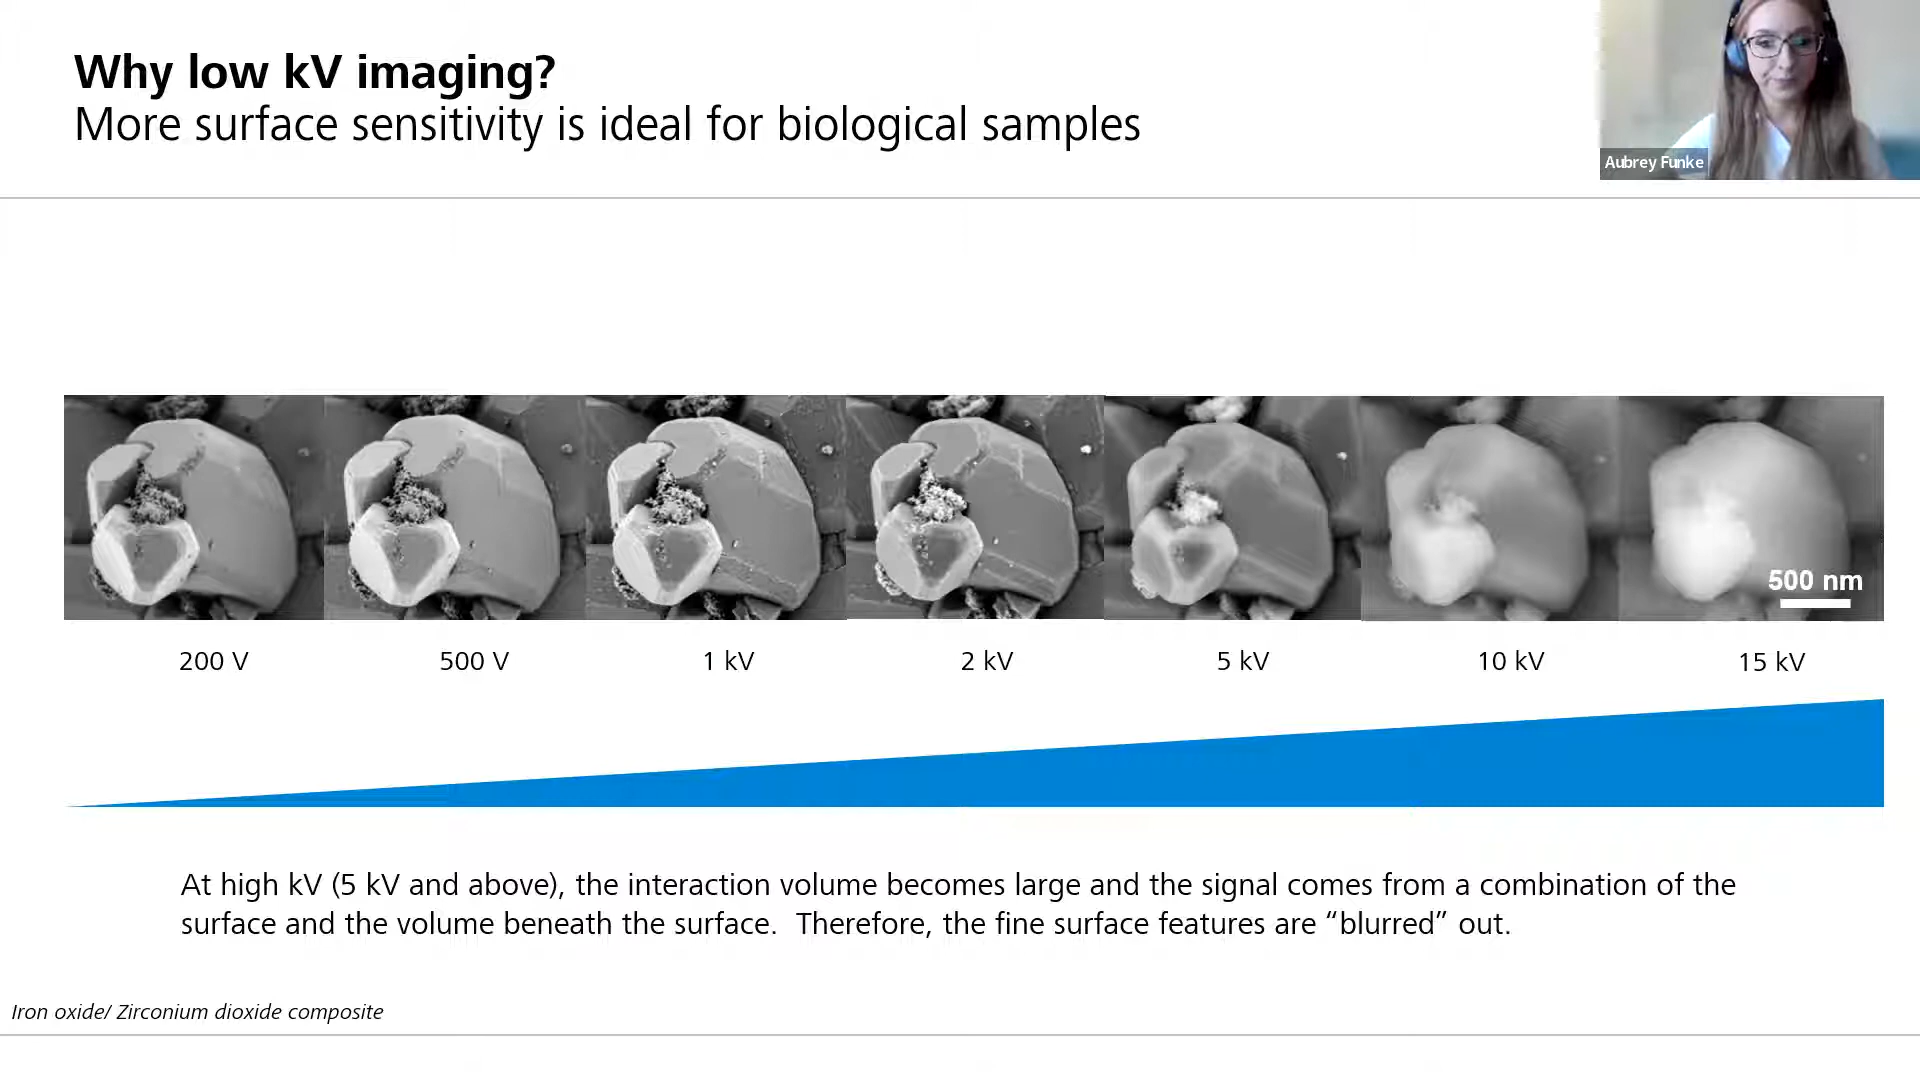 Why low kV imaging?
More surface sensitivity is ideal for biological samples
Aubrey Funke
500 nm
200 V
500 V
1 kV
2 kV
5 kV
10 kV
15 kV
At high kV (5 kV and above), the interaction volume becomes large and the signal comes from a combination of the
surface and the volume beneath the surface.  Therefore, the fine surface features are “blurred” out.
Iron oxide/ Zirconium dioxide composite